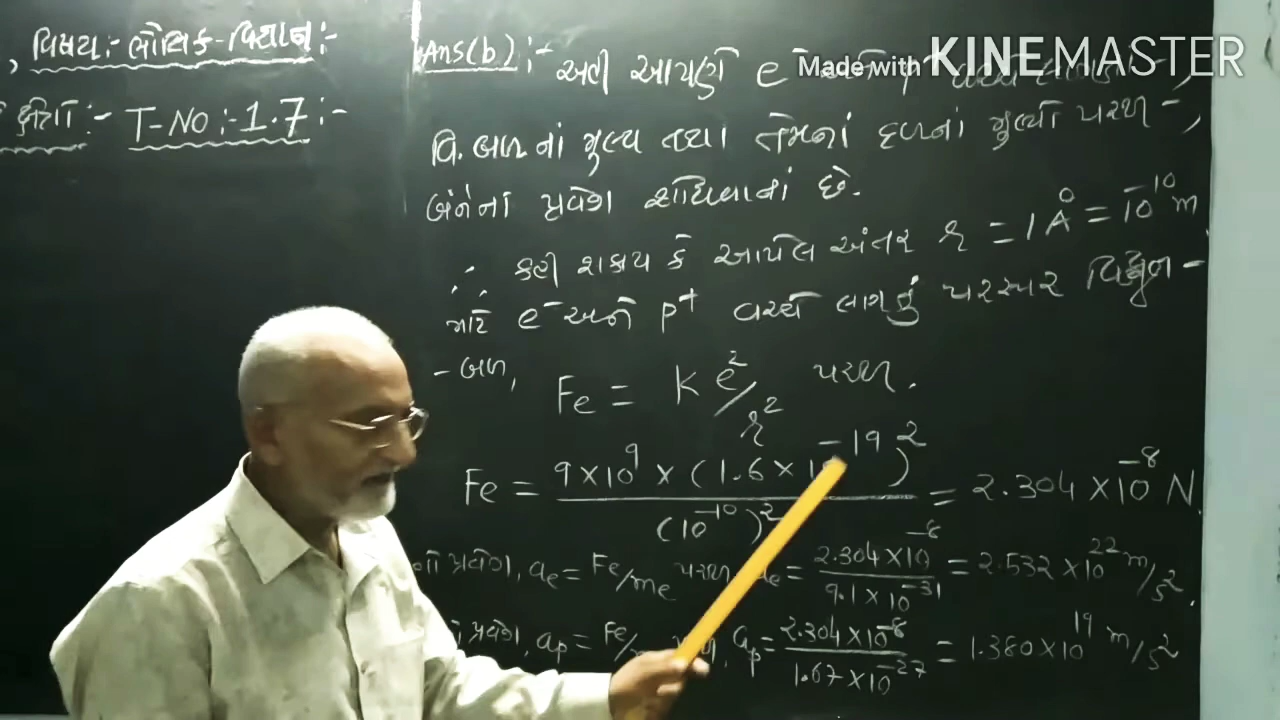 , વિષય:- ભૌતિક-વિજ્ઞાન:-
T-NO:-1.7:-
Made with KINEMASTER
Ans(b):- અહી આપણે e
વિ. બળનાં મુલ્ય તથા તેમનાં દળનાં મુલ્યો પરથી-,
બંનેના પ્રવેગ શોધવાનાં છે.
∴ કહી શકાય કે આપેલ અંતર r = 1 Å = 10⁻¹⁰ m
માટે e⁻ અને p⁺ વચ્ચે લાગતું પરસ્પર વિદ્યુત-
- બળ,
Fe = K e²/r² પરથી.
Fe = 9×10⁹ × (1.6×10⁻¹⁹)² / (10⁻¹⁰)² = 2.304 ×10⁻⁸ N.
નો પ્રવેગ, ae = Fe/me પરથી, ae = 2.304×10⁻⁸ / 9.1×10⁻³¹ = 2.532 ×10²² m/s².
પ્રવેગ, ap = Fe/ ap = 2.304×10⁻⁸ / 1.67×10⁻²⁷ = 1.380×10¹⁹ m/s²